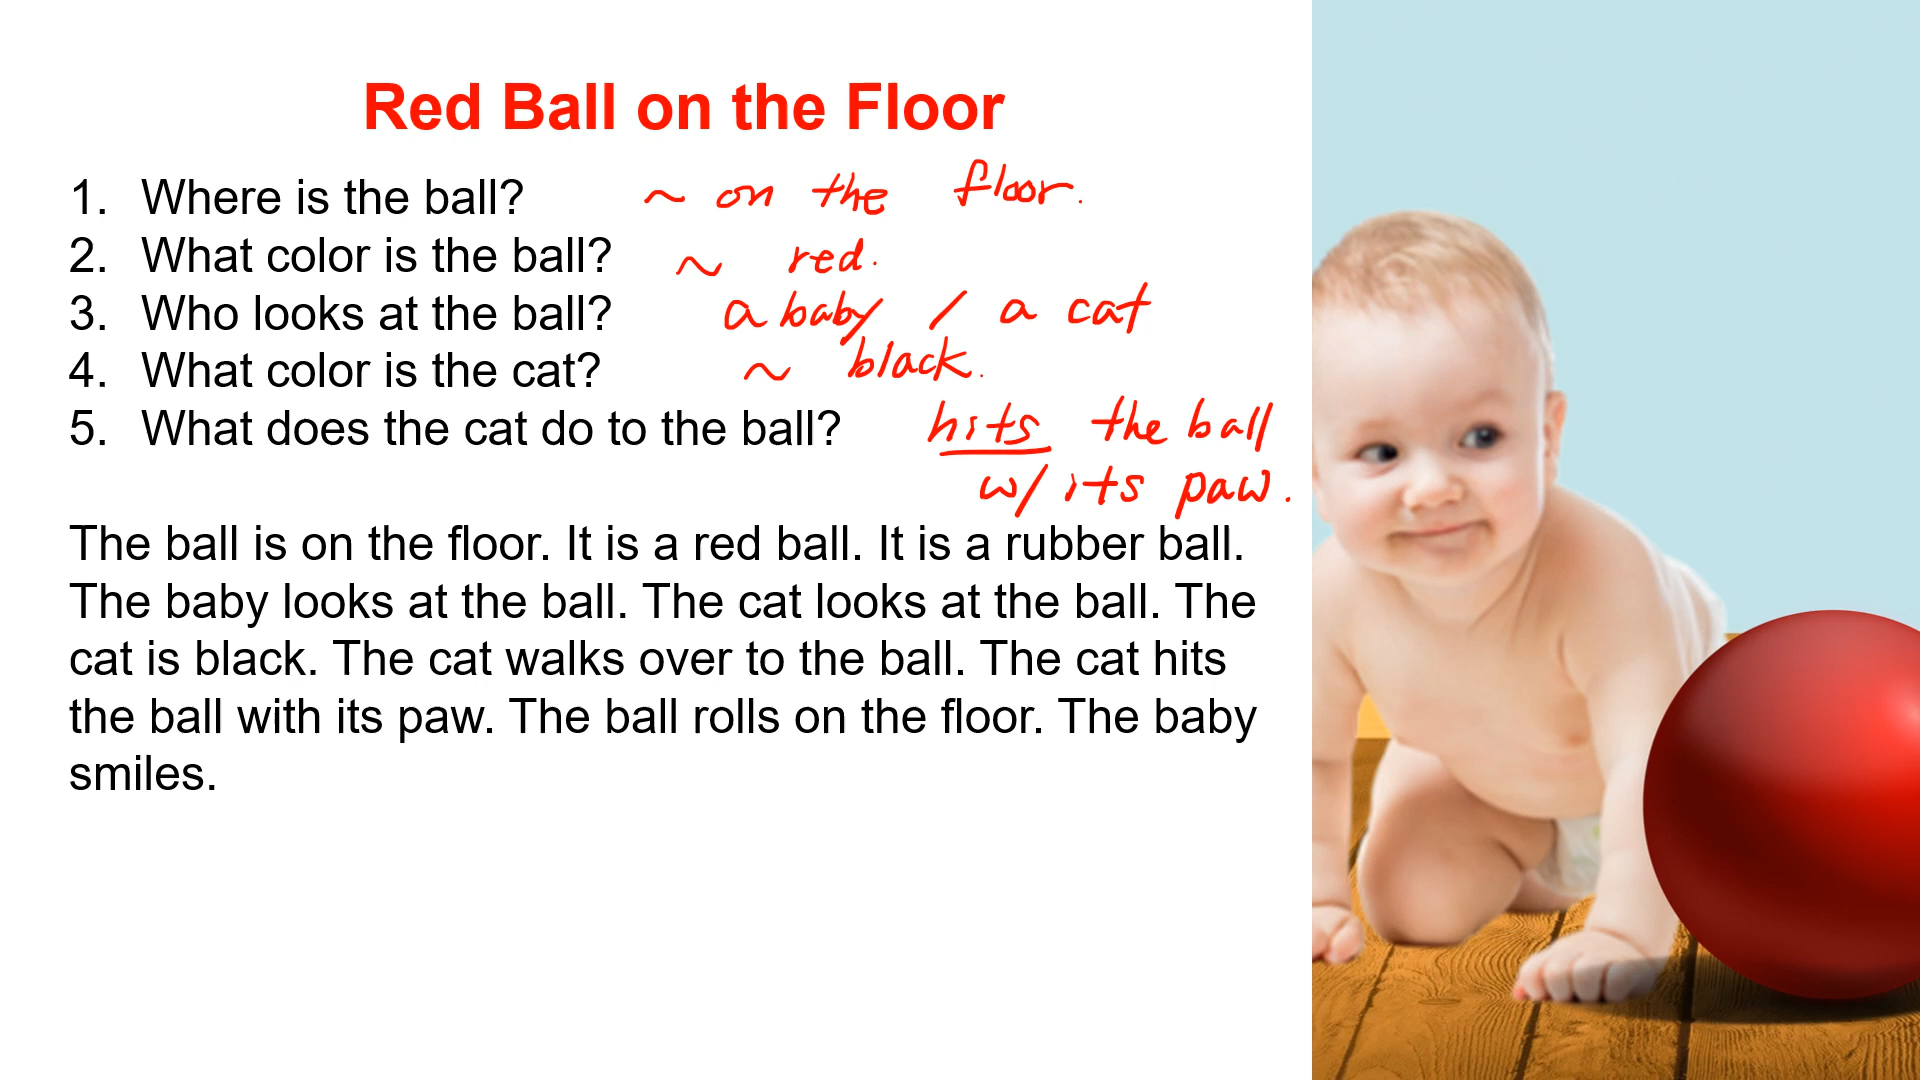 Red Ball on the Floor
1. Where is the ball? ~ on the floor.
2. What color is the ball? ~ red.
3. Who looks at the ball? a baby / a cat
4. What color is the cat? ~ black.
5. What does the cat do to the ball? hits the ball
w/ its paw.
The ball is on the floor. It is a red ball. It is a rubber ball.
The baby looks at the ball. The cat looks at the ball. The
cat is black. The cat walks over to the ball. The cat hits
the ball with its paw. The ball rolls on the floor. The baby
smiles.